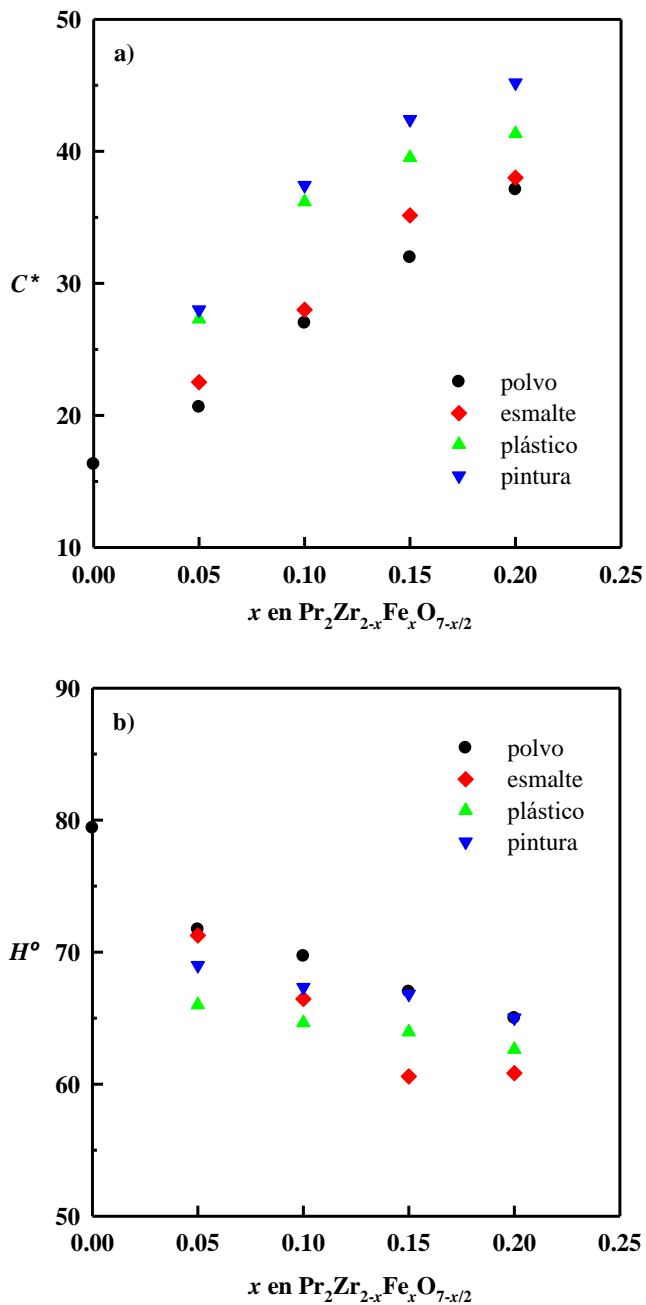 50
a)
40
30
C*
polvo
esmalte
20
plástico
pintura
10
0.00 0.05 0.10 0.15 0.20 0.25
x en Pr₂Zr₂₋ₓFeₓO₇₋ₓ/₂
90
b)
polvo
esmalte
plástico
80
pintura
70
Hº
60
50
0.00 0.05 0.10 0.15 0.20 0.25
x en Pr₂Zr₂₋ₓFeₓO₇₋ₓ/₂